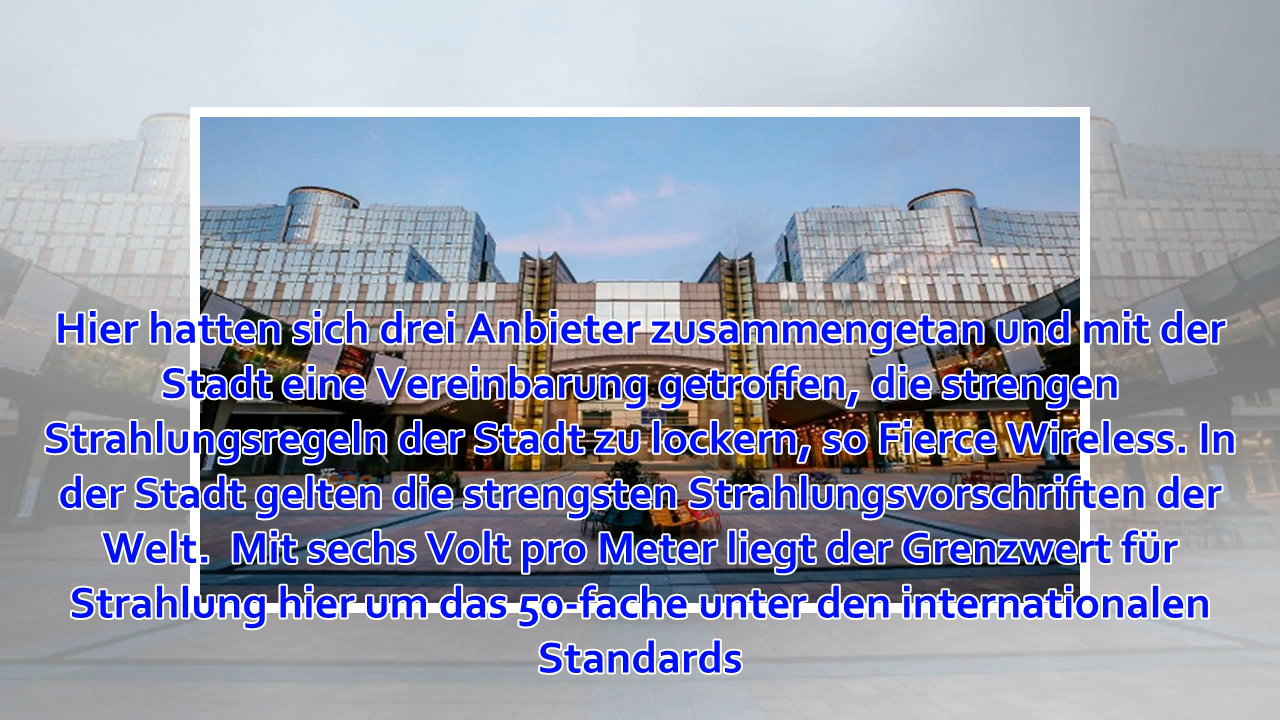 Hier hatten sich drei Anbieter zusammengetan und mit der
Stadt eine Vereinbarung getroffen, die strengen
Strahlungsregeln der Stadt zu lockern, so Fierce Wireless. In
der Stadt gelten die strengsten Strahlungsvorschriften der
Welt.  Mit sechs Volt pro Meter liegt der Grenzwert für
Strahlung hier um das 50-fache unter den internationalen
Standards